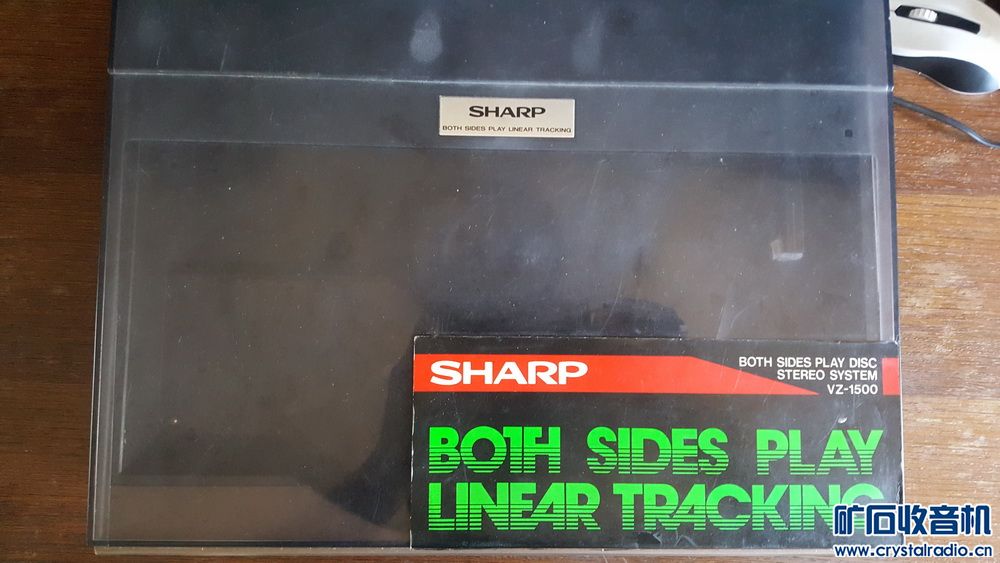 SHARP
BOTH SIDES PLAY LINEAR TRACKING
SHARP
BOTH SIDES PLAY DISC
STEREO SYSTEM
VZ-1500
BOTH SIDES PLAY
LINEAR TRACKING
矿石收音机
www.crystalradio.cn